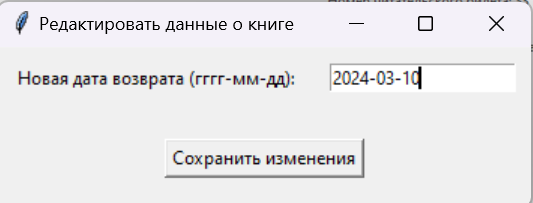 Редактировать данные о книге
Новая дата возврата (гггг-мм-дд): 2024-03-10
Сохранить изменения